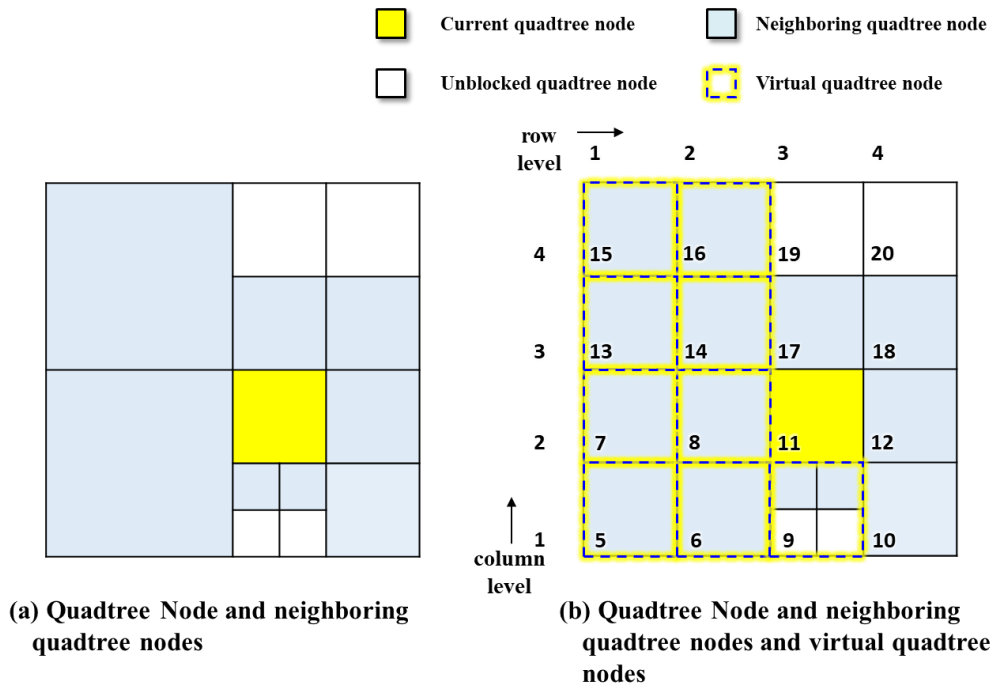 Current quadtree node
Neighboring quadtree node
Unblocked quadtree node
Virtual quadtree node
row
level
1 2 3 4
4 15 16 19 20
3 13 14 17 18
2 7 8 11 12
1 5 6 9 10
column
level
(a) Quadtree Node and neighboring
quadtree nodes
(b) Quadtree Node and neighboring
quadtree nodes and virtual quadtree
nodes